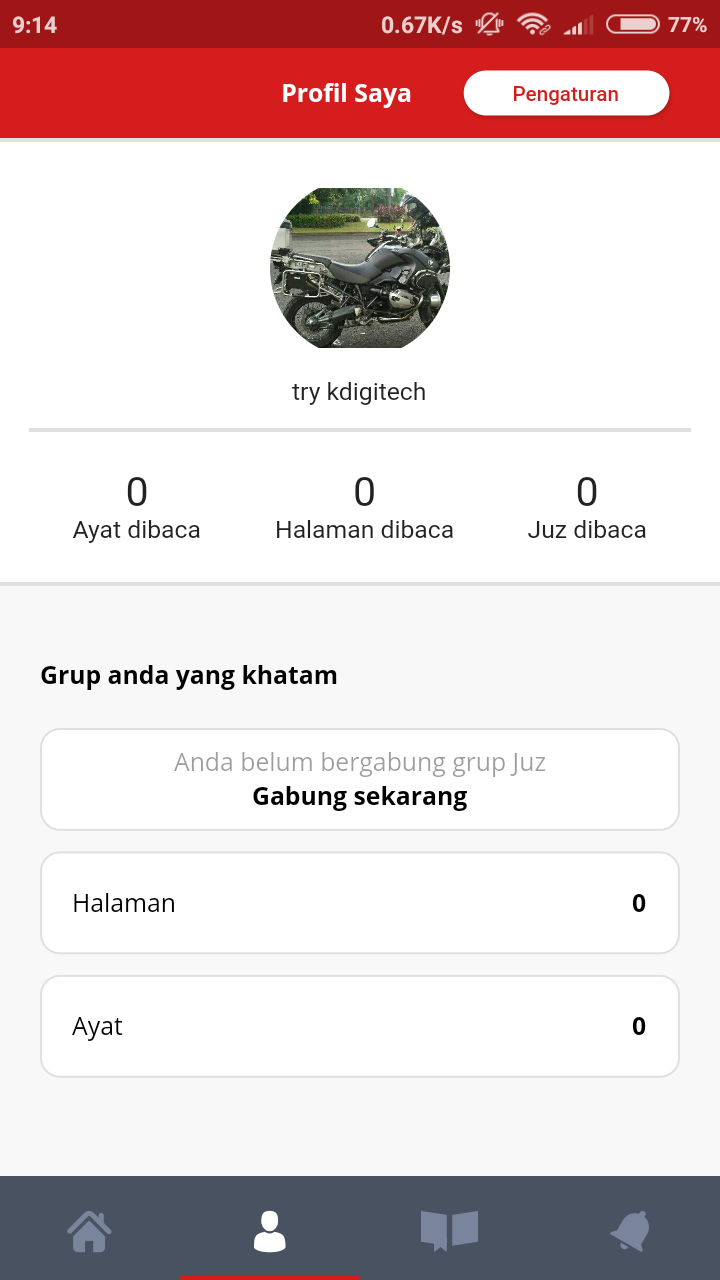 9:14 0.67K/s 77%
Profil Saya Pengaturan
try kdigitech
0 0 0
Ayat dibaca Halaman dibaca Juz dibaca
Grup anda yang khatam
Anda belum bergabung grup Juz
Gabung sekarang
Halaman 0
Ayat 0